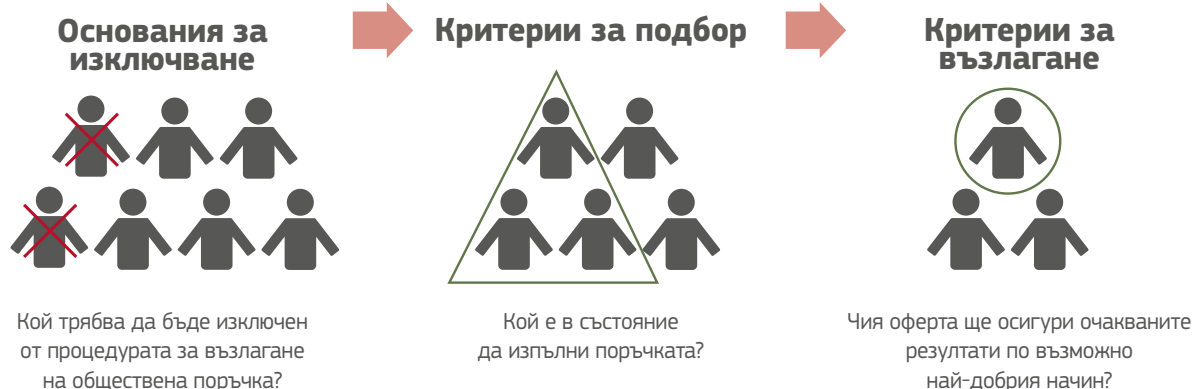 Основания за
изключване
Критерии за подбор
Критерии за
възлагане
Кой трябва да бъде изключен
от процедурата за възлагане
на обществена поръчка?
Кой е в състояние
да изпълни поръчката?
Чия оферта ще осигури очакваните
резултати по възможно
най-добрия начин?